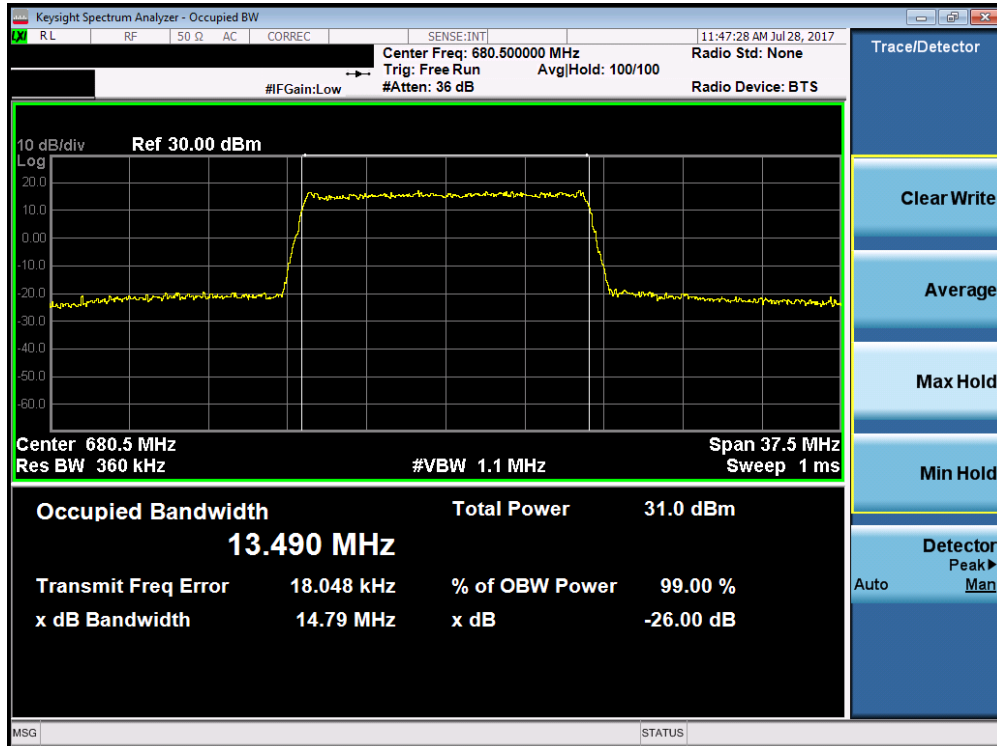 Keysight Spectrum Analyzer - Occupied BW
LXI RL RF 50 Ω AC CORREC SENSE:INT 11:47:28 AM Jul 28, 2017
Center Freq: 680.500000 MHz Radio Std: None
Trig: Free Run Avg|Hold: 100/100
#IFGain:Low #Atten: 36 dB Radio Device: BTS
10 dB/div Ref 30.00 dBm
Log
20.0
10.0
0.00
-10.0
-20.0
-30.0
-40.0
-50.0
-60.0
Center 680.5 MHz Span 37.5 MHz
Res BW 360 kHz #VBW 1.1 MHz Sweep 1 ms
Occupied Bandwidth Total Power 31.0 dBm
13.490 MHz
Transmit Freq Error 18.048 kHz % of OBW Power 99.00 %
x dB Bandwidth 14.79 MHz x dB -26.00 dB
Trace/Detector
Clear Write
Average
Max Hold
Min Hold
Detector
Peak▶
Auto Man
MSG STATUS